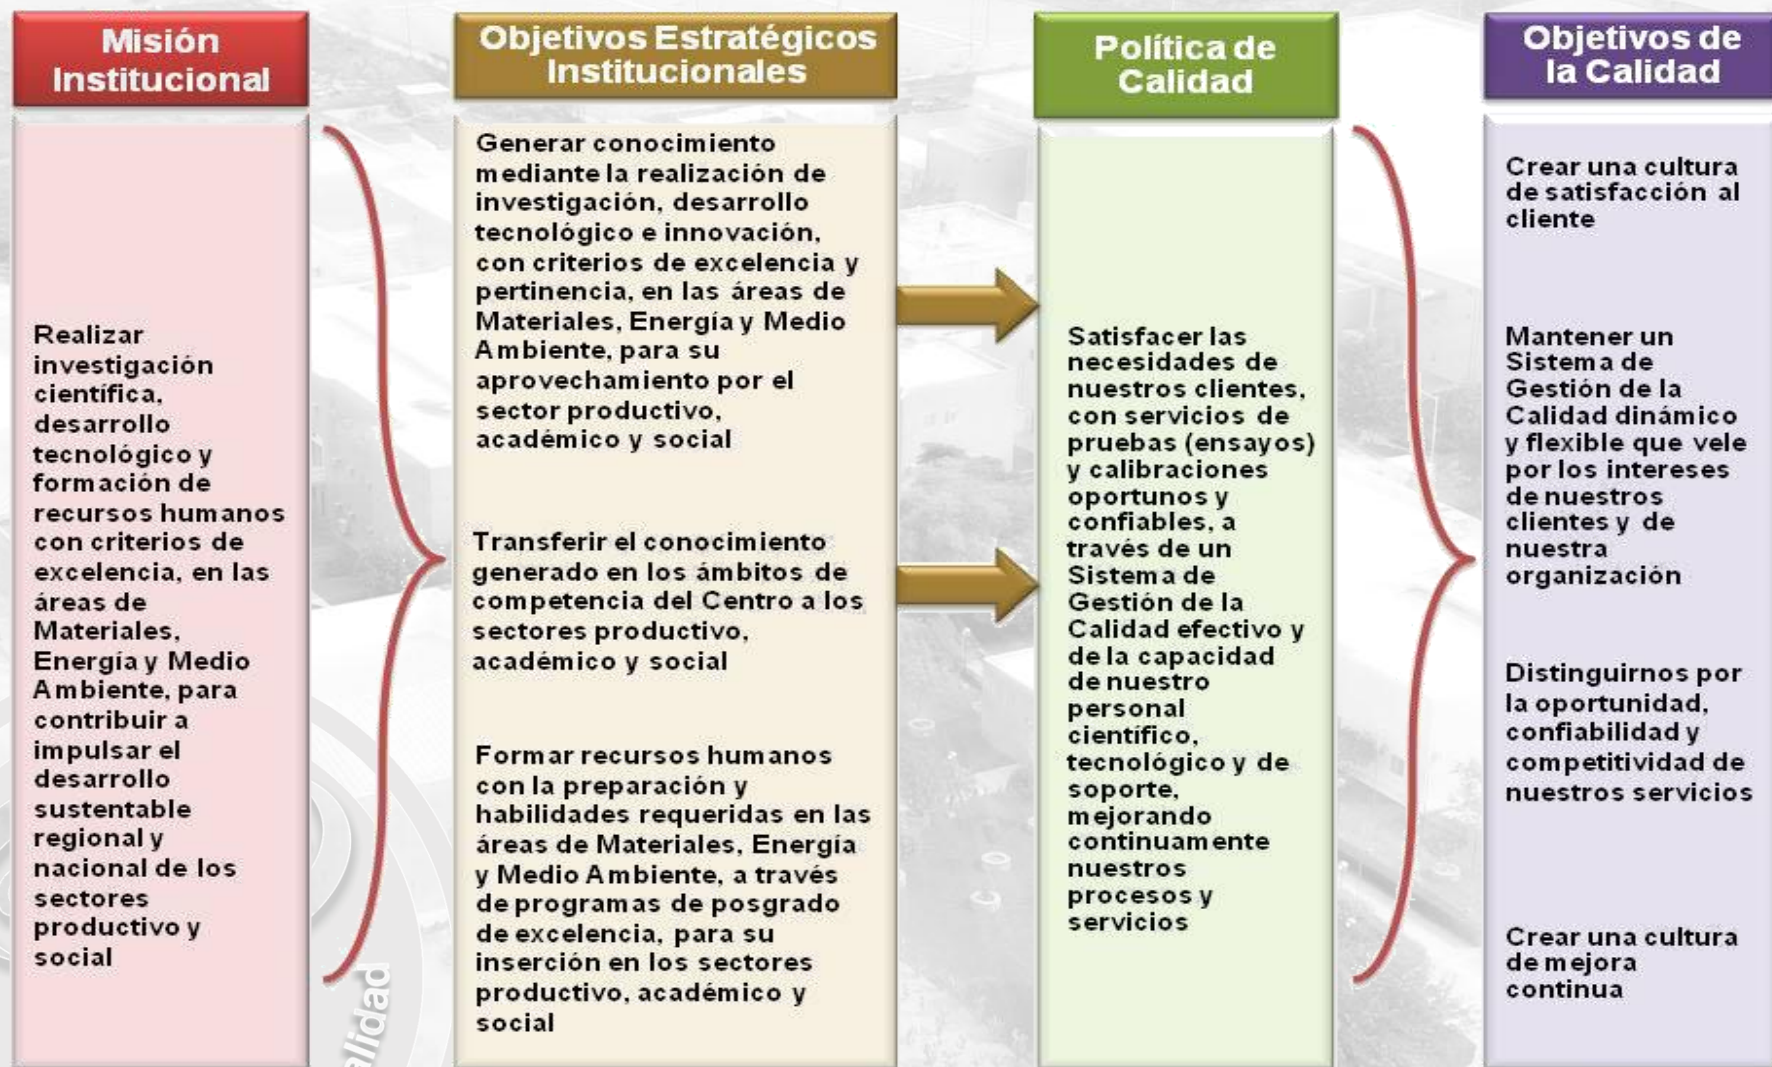 Misión
Institucional
Realizar
investigación
científica,
desarrollo
tecnológico y
formación de
recursos humanos
con criterios de
excelencia, en las
áreas de
Materiales,
Energía y Medio
Ambiente, para
contribuir a
impulsar el
desarrollo
sustentable
regional y
nacional de los
sectores
productivo y
social
Objetivos Estratégicos
Institucionales
Generar conocimiento
mediante la realización de
investigación, desarrollo
tecnológico e innovación,
con criterios de excelencia y
pertinencia, en las áreas de
Materiales, Energía y Medio
Ambiente, para su
aprovechamiento por el
sector productivo,
académico y social
Transferir el conocimiento
generado en los ámbitos de
competencia del Centro a los
sectores productivo,
académico y social
Formar recursos humanos
con la preparación y
habilidades requeridas en las
áreas de Materiales, Energía
y Medio Ambiente, a través
de programas de posgrado
de excelencia, para su
inserción en los sectores
productivo, académico y
social
Política de
Calidad
Satisfacer las
necesidades de
nuestros clientes,
con servicios de
pruebas (ensayos)
y calibraciones
oportunos y
confiables, a
través de un
Sistema de
Gestión de la
Calidad efectivo y
de la capacidad
de nuestro
personal
científico,
tecnológico y de
soporte,
mejorando
continuamente
nuestros
procesos y
servicios
Objetivos de
la Calidad
Crear una cultura
de satisfacción al
cliente
Mantener un
Sistema de
Gestión de la
Calidad dinámico
y flexible que vele
por los intereses
de nuestros
clientes y de
nuestra
organización
Distinguirnos por
la oportunidad,
confiabilidad y
competitividad de
nuestros servicios
Crear una cultura
de mejora
continua
alidad